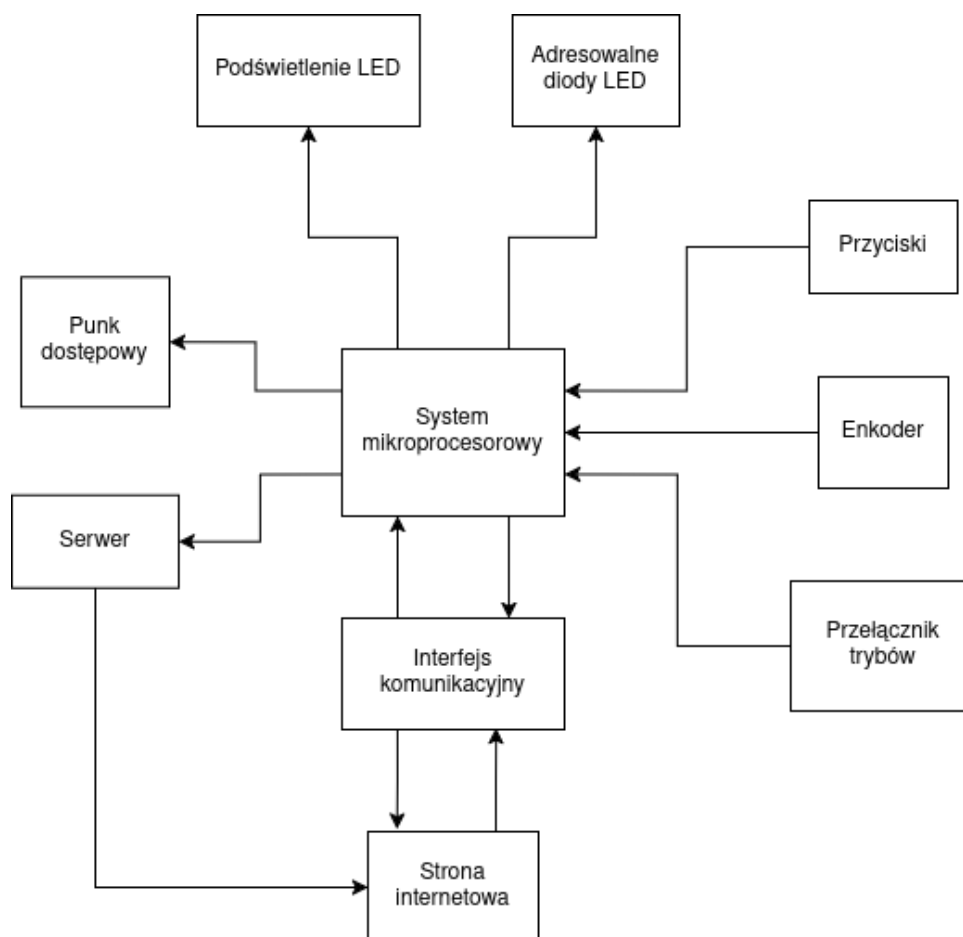 Podświetlenie LED
Adresowalne
diody LED
Przyciski
Punk
dostępowy
System
mikroprocesorowy
Enkoder
Serwer
Przełącznik
trybów
Interfejs
komunikacyjny
Strona
internetowa